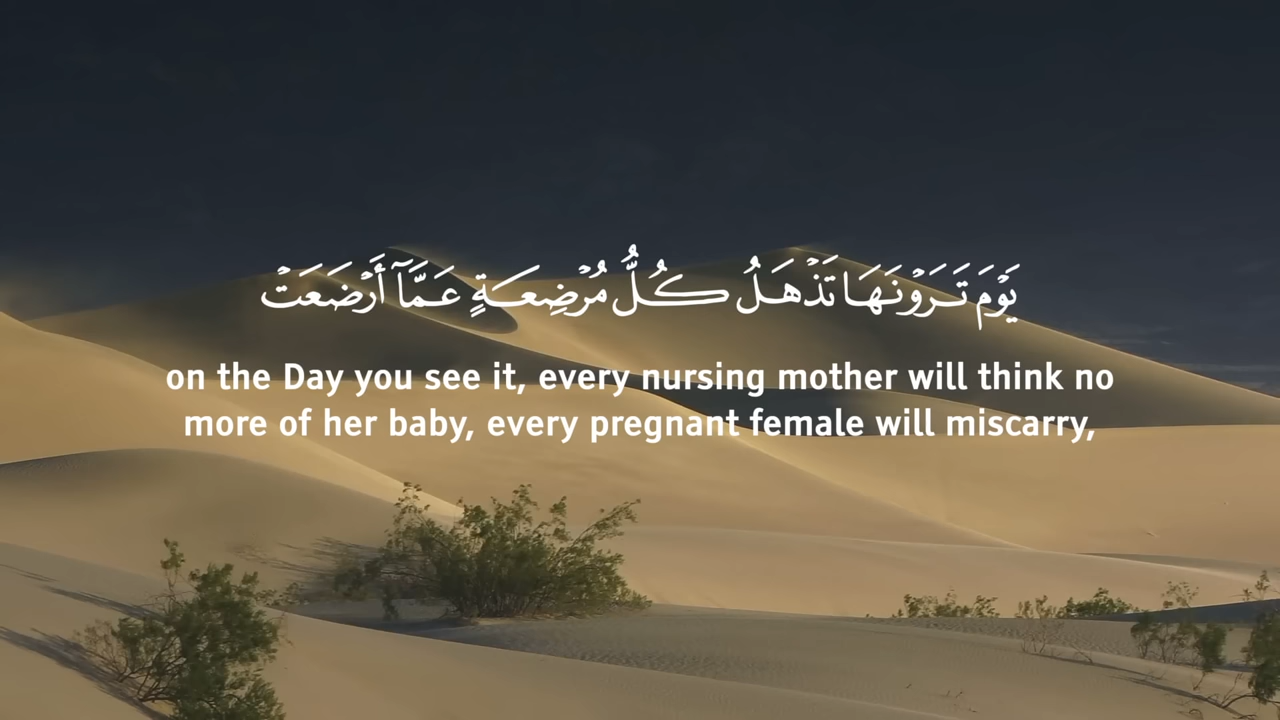 يَوْمَ تَرَوْنَهَا تَذْهَلُ كُلُّ مُرْضِعَةٍ عَمَّآ أَرْضَعَتْ
on the Day you see it, every nursing mother will think no
more of her baby, every pregnant female will miscarry,